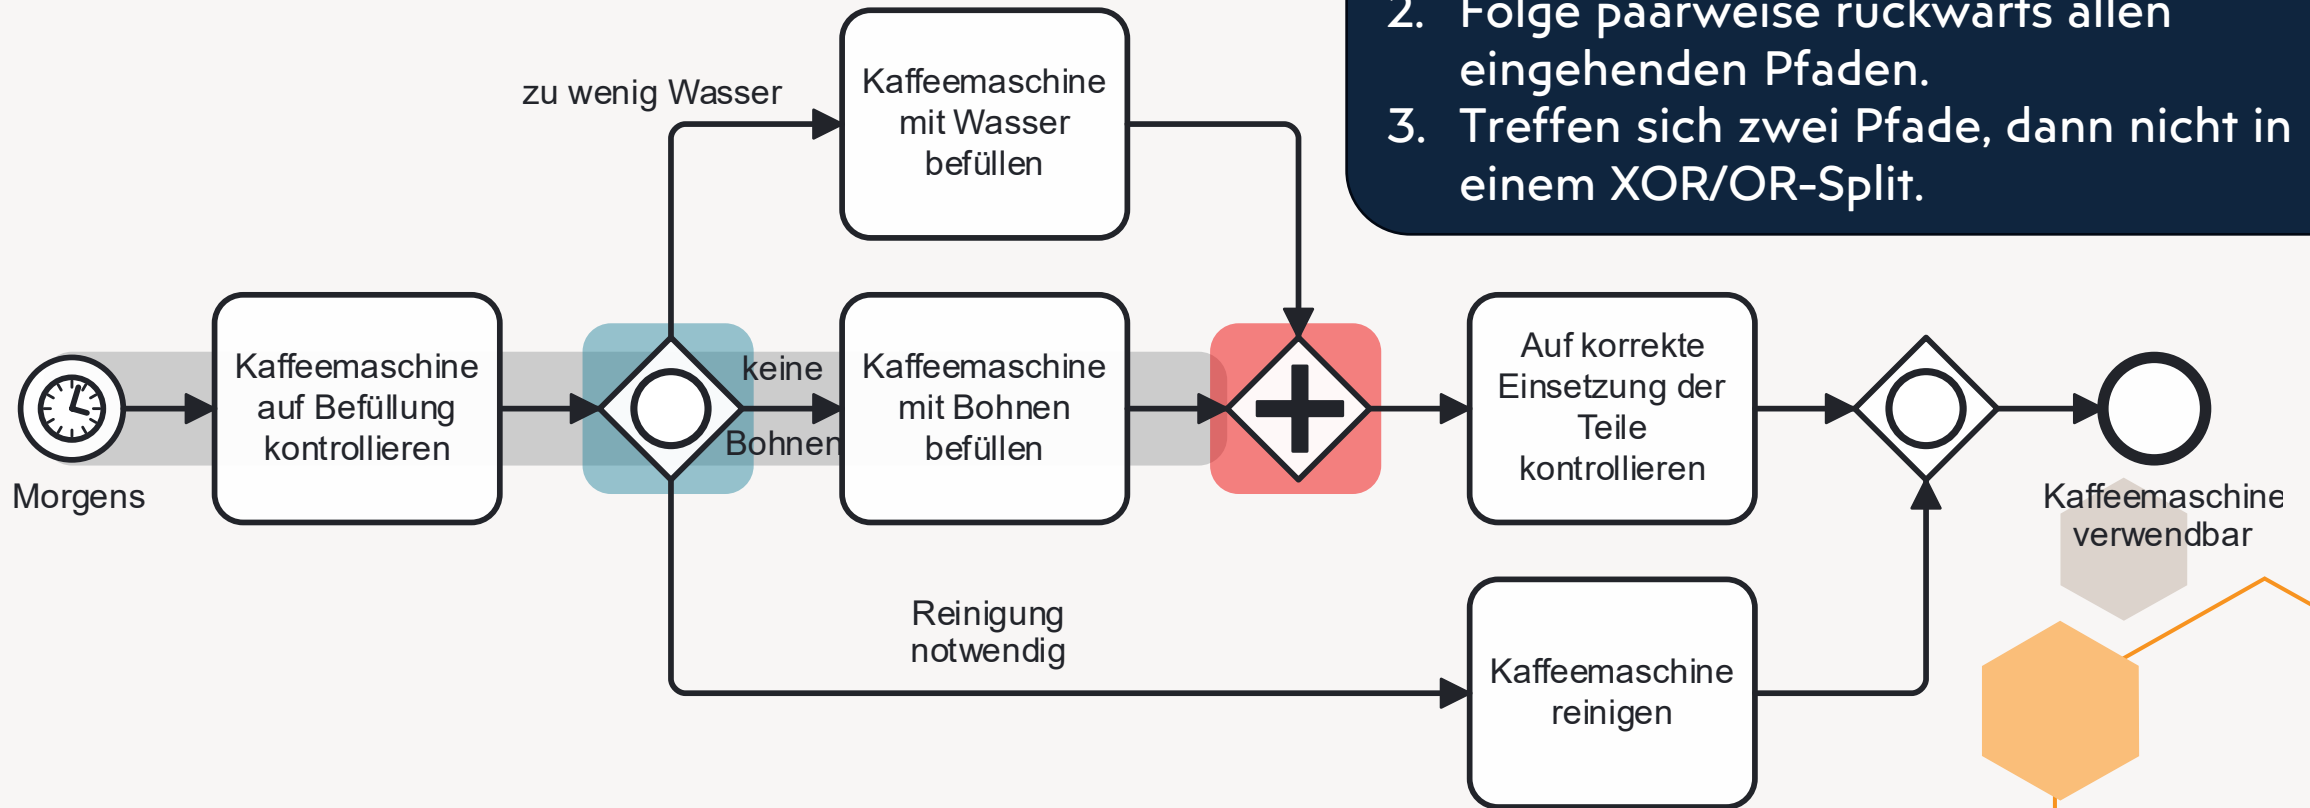 2. Folge paarweise rückwärts allen
eingehenden Pfaden.
3. Treffen sich zwei Pfade, dann nicht in
einem XOR/OR-Split.
zu wenig Wasser
Kaffeemaschine
mit Wasser
befüllen
Morgens
Kaffeemaschine
auf Befüllung
kontrollieren
keine
Bohnen
Kaffeemaschine
mit Bohnen
befüllen
Auf korrekte
Einsetzung der
Teile
kontrollieren
Kaffeemaschine
verwendbar
Reinigung
notwendig
Kaffeemaschine
reinigen